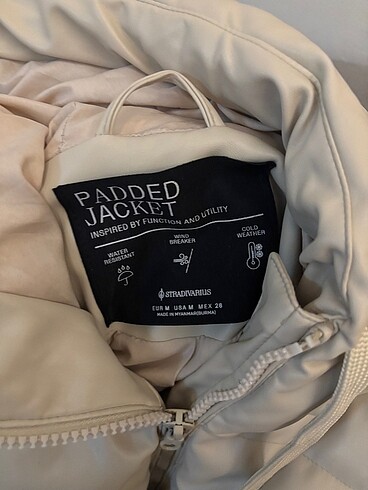 PADDED
JACKET
INSPIRED BY FUNCTION AND UTILITY
WATER
RESISTANT
WIND
BREAKER
COLD
WEATHER
STRADIVARIUS
EUR M USA M MEX 28
MADE IN MYANMAR(BURMA)